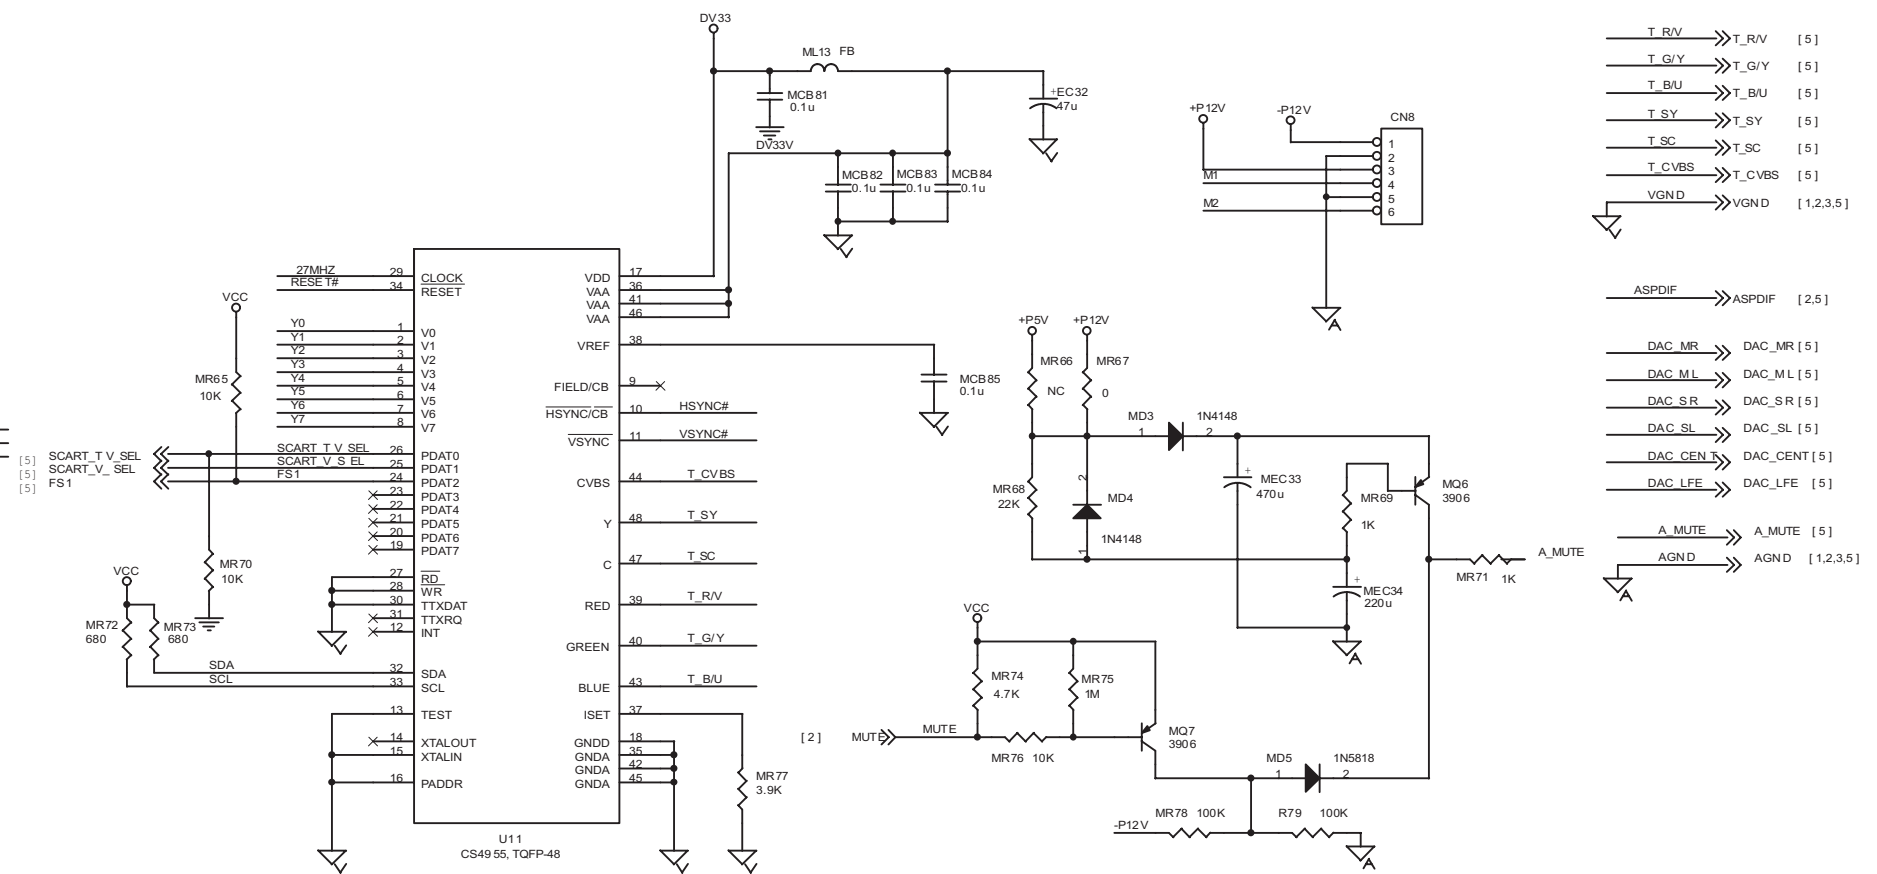 DV33
ML13 FB
MCB81
0.1u
+EC32
47u
DV33V
MCB82
0.1u
MCB83
0.1u
MCB84
0.1u
+P12V
-P12V
CN8
1
2
3
4
5
6
M1
M2
T_R/V T_R/V [5]
T_G/Y T_G/Y [5]
T_B/U T_B/U [5]
T_SY T_SY [5]
T_SC T_SC [5]
T_CVBS T_CVBS [5]
VGND VGND [1,2,3,5]
A
ASPDIF ASPDIF [2,5]
DAC_MR DAC_MR [5]
DAC_ML DAC_ML [5]
DAC_SR DAC_SR [5]
DAC_SL DAC_SL [5]
DAC_CENT DAC_CENT [5]
DAC_LFE DAC_LFE [5]
A_MUTE A_MUTE [5]
AGND AGND [1,2,3,5]
A
27MHZ 29 CLOCK
RESET# 34 RESET
VCC
MR65
10K
Y0 1 V0
Y1 2 V1
Y2 3 V2
Y3 4 V3
Y4 5 V4
Y5 6 V5
Y6 7 V6
Y7 8 V7
[5] SCART_TV_SEL SCART_TV_SEL 26 PDAT0
[5] SCART_V_SEL SCART_V_SEL 25 PDAT1
[5] FS1 FS1 24 PDAT2
23 PDAT3
22 PDAT4
21 PDAT5
20 PDAT6
19 PDAT7
MR70
10K
27 RD
28 WR
30 TTXDAT
31 TTXRQ
12 INT
VCC
MR72
680
MR73
680
SDA 32 SDA
SCL 33 SCL
13 TEST
14 XTALOUT
15 XTALIN
16 PADDR
VDD 17
VAA 36
VAA 41
VAA 46
VREF 38
FIELD/CB 9
HSYNC/CB 10 HSYNC#
VSYNC 11 VSYNC#
CVBS 44 T_CVBS
Y 48 T_SY
C 47 T_SC
RED 39 T_R/V
GREEN 40 T_G/Y
BLUE 43 T_B/U
ISET 37
GNDD 18
GNDA 35
GNDA 42
GNDA 45
U11
CS4955, TQFP-48
MCB85
0.1u
MR77
3.9K
+P5V +P12V
MR66
NC
MR67
0
MD3
1 2
1N4148
MR68
22K
2
MD4
1N4148
1
+
MEC33
470u
MR69
1K
MQ6
3906
+
MEC34
220u
A
MR71 1K
A_MUTE
VCC
MR74
4.7K
MR75
1M
[2] MUTE MUTE
MR76 10K
MQ7
3906
MD5
1 2
1N5818
-P12V
MR78 100K
R79 100K
A